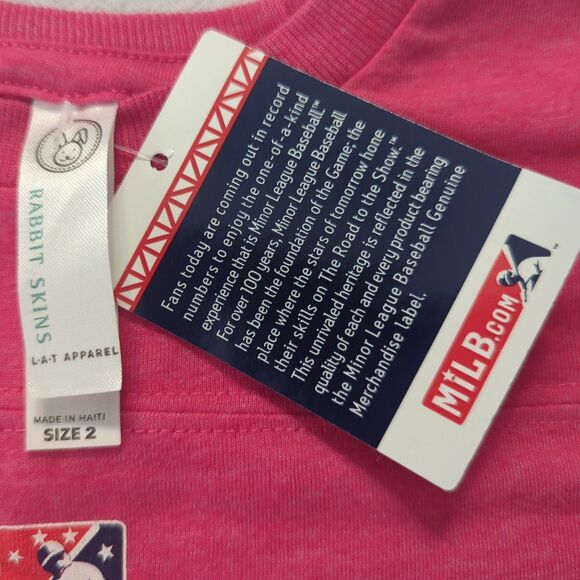 RABBIT SKINS
L·A·T APPAREL
MADE IN HAITI
SIZE 2
Fans today are coming out in record
numbers to enjoy the one-of-a-kind
experience that is Minor League Baseball™
For over 100 years, Minor League Baseball
has been the foundation of the Game; the
place where the stars of tomorrow hone
their skills on The Road to the Show.™
This unrivaled heritage is reflected in the
quality of each and every product bearing
the Minor League Baseball Genuine
Merchandise label.
MiLB.COM